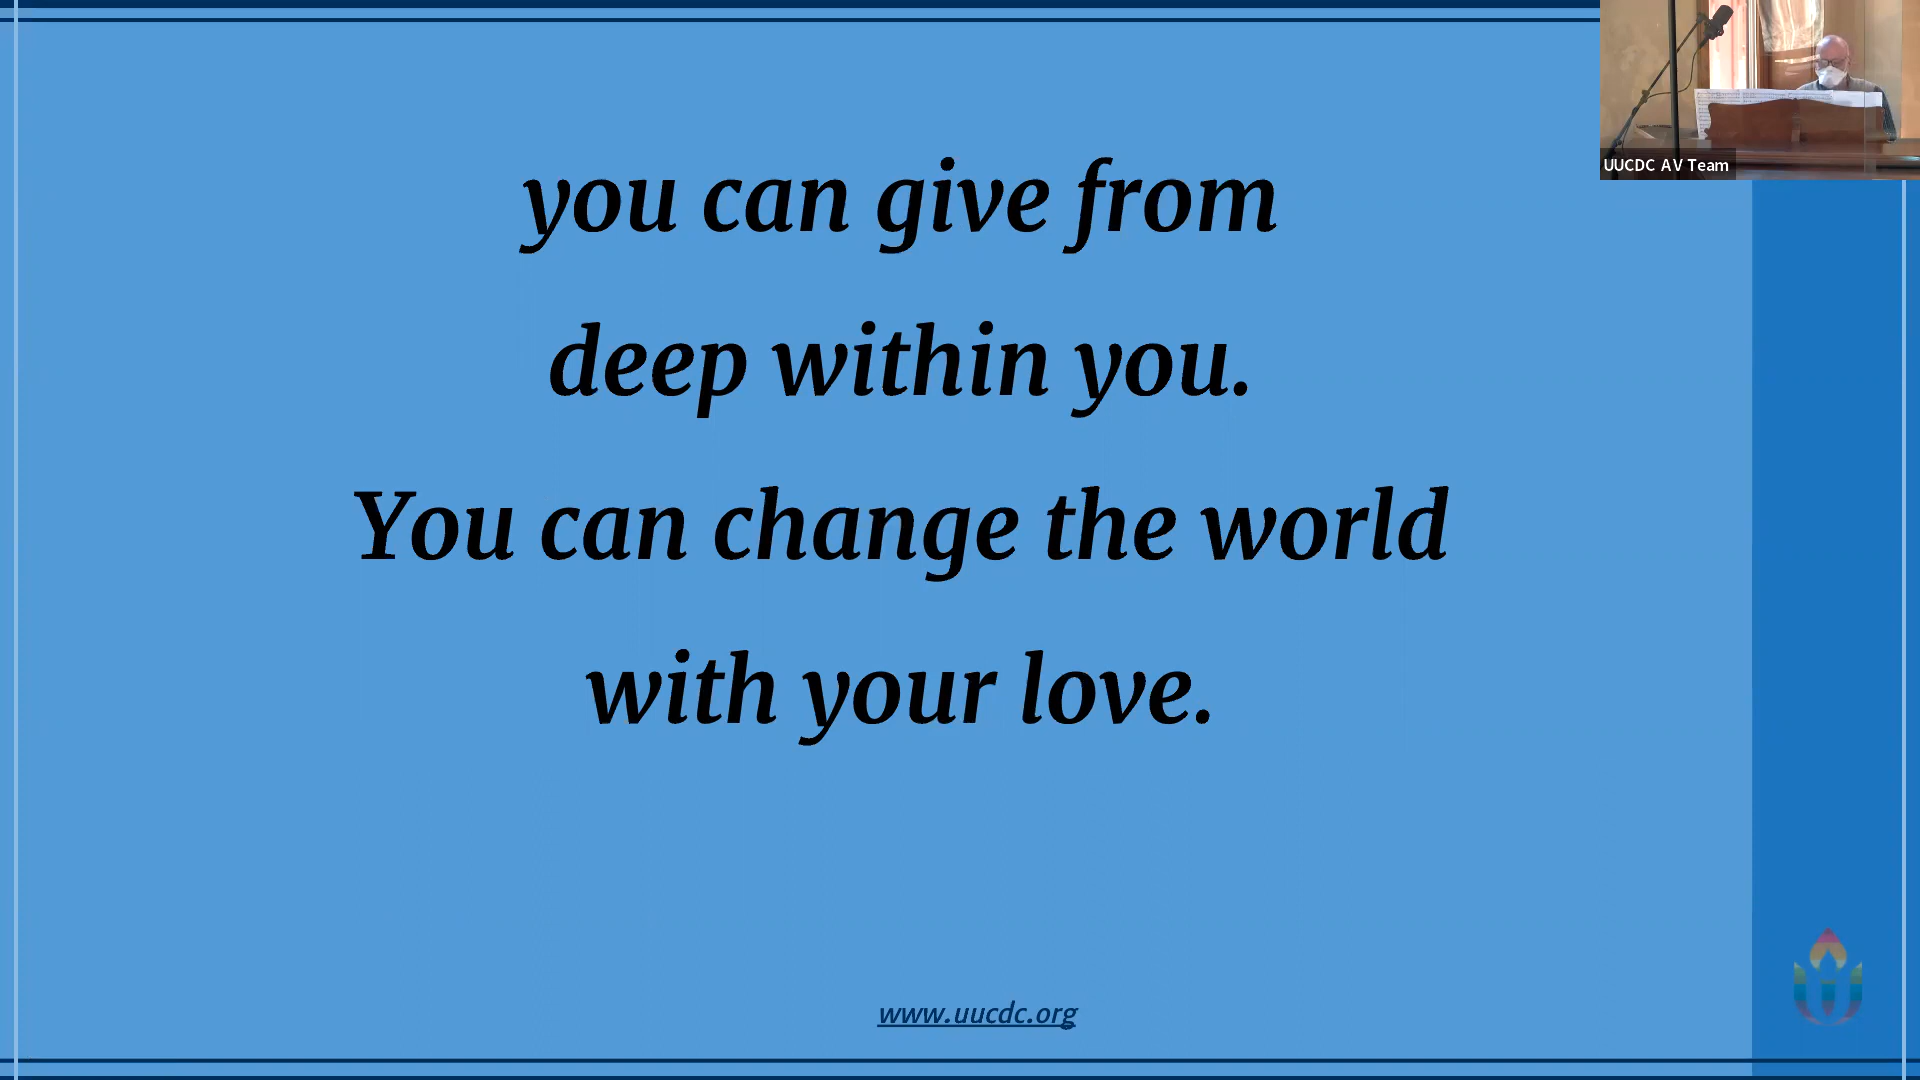 you can give from
deep within you.
You can change the world
with your love.
UUCDC AV Team
www.uucdc.org